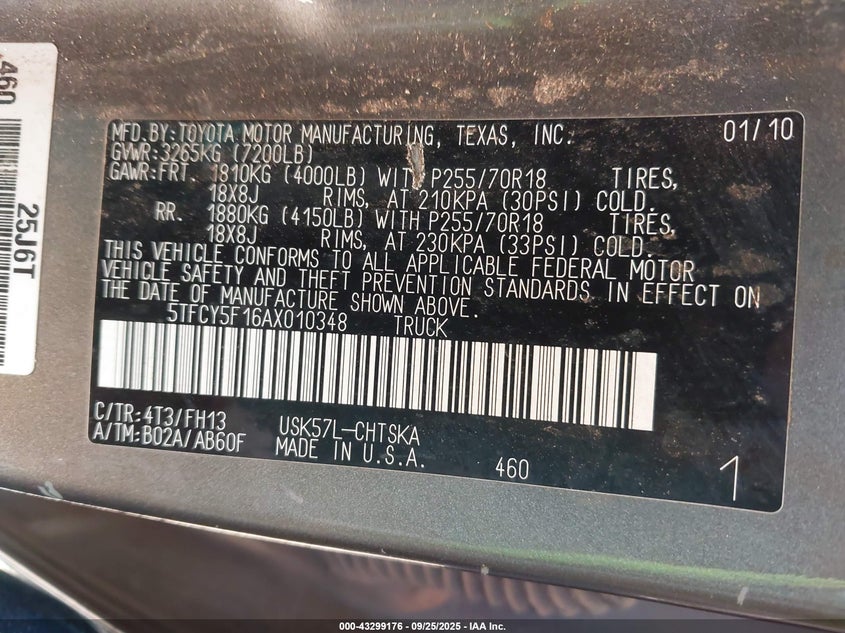 460
25J6T
MFD.BY:TOYOTA MOTOR MANUFACTURING, TEXAS, INC. 01/10
GVWR:3265KG (7200LB)
GAWR:FRT. 1810KG (4000LB) WITH P255/70R18 TIRES,
18X8J RIMS, AT 210KPA (30PSI) COLD.
RR. 1880KG (4150LB) WITH P255/70R18 TIRES,
18X8J RIMS, AT 230KPA (33PSI) COLD.
THIS VEHICLE CONFORMS TO ALL APPLICABLE FEDERAL MOTOR
VEHICLE SAFETY AND THEFT PREVENTION STANDARDS IN EFFECT ON
THE DATE OF MANUFACTURE SHOWN ABOVE.
5TFCY5F16AX010348 TRUCK
C/TR:4T3/FH13 USK57L-CHTSKA
A/TM:B02A/AB60F MADE IN U.S.A. 460 1
000-43299176 - 09/25/2025 - IAA Inc.